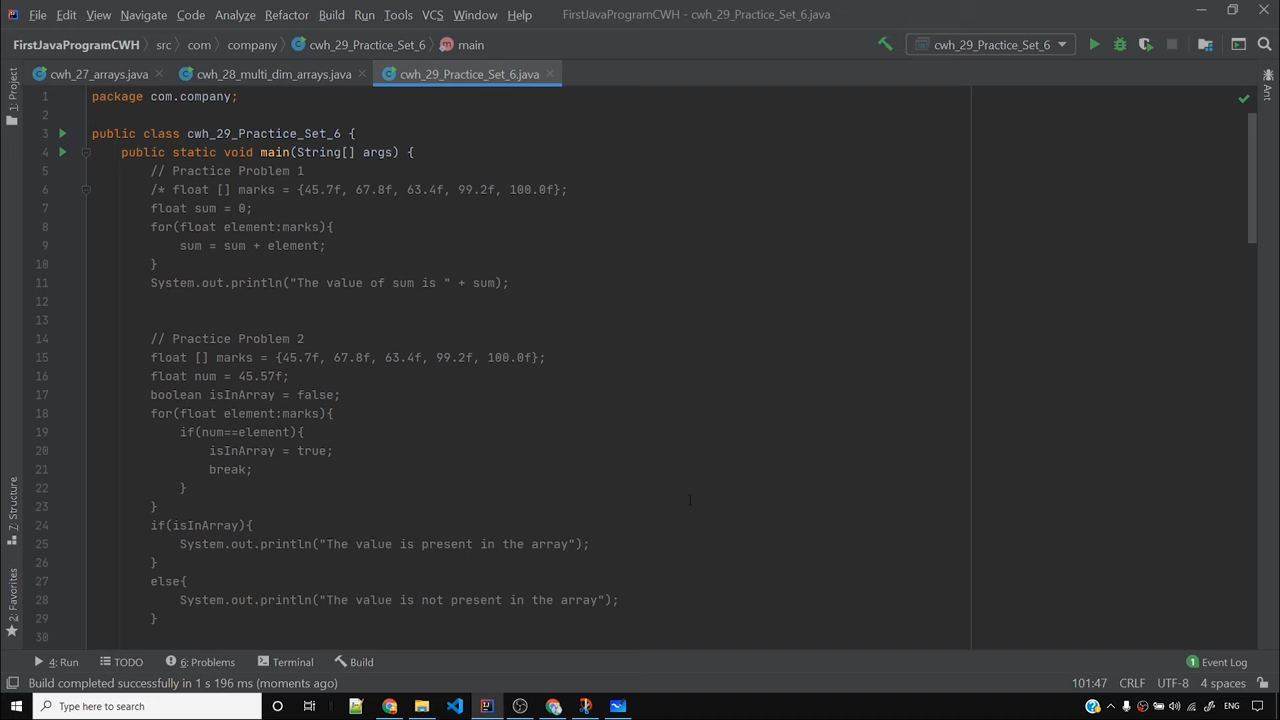 File Edit View Navigate Code Analyze Refactor Build Run Tools VCS Window Help FirstJavaProgramCWH - cwh_29_Practice_Set_6.java
FirstJavaProgramCWH src com company cwh_29_Practice_Set_6 main cwh_29_Practice_Set_6
cwh_27_arrays.java cwh_28_multi_dim_arrays.java cwh_29_Practice_Set_6.java
1: Project
Ant
7: Structure
2: Favorites
1 package com.company;
2
3 public class cwh_29_Practice_Set_6 {
4 public static void main(String[] args) {
5 // Practice Problem 1
6 /* float [] marks = {45.7f, 67.8f, 63.4f, 99.2f, 100.0f};
7 float sum = 0;
8 for(float element:marks){
9 sum = sum + element;
10 }
11 System.out.println("The value of sum is " + sum);
12
13
14 // Practice Problem 2
15 float [] marks = {45.7f, 67.8f, 63.4f, 99.2f, 100.0f};
16 float num = 45.57f;
17 boolean isInArray = false;
18 for(float element:marks){
19 if(num==element){
20 isInArray = true;
21 break;
22 }
23 }
24 if(isInArray){
25 System.out.println("The value is present in the array");
26 }
27 else{
28 System.out.println("The value is not present in the array");
29 }
30
4: Run TODO 6: Problems Terminal Build 1 Event Log
Build completed successfully in 1 s 196 ms (moments ago) 101:47 CRLF UTF-8 4 spaces
Type here to search ENG